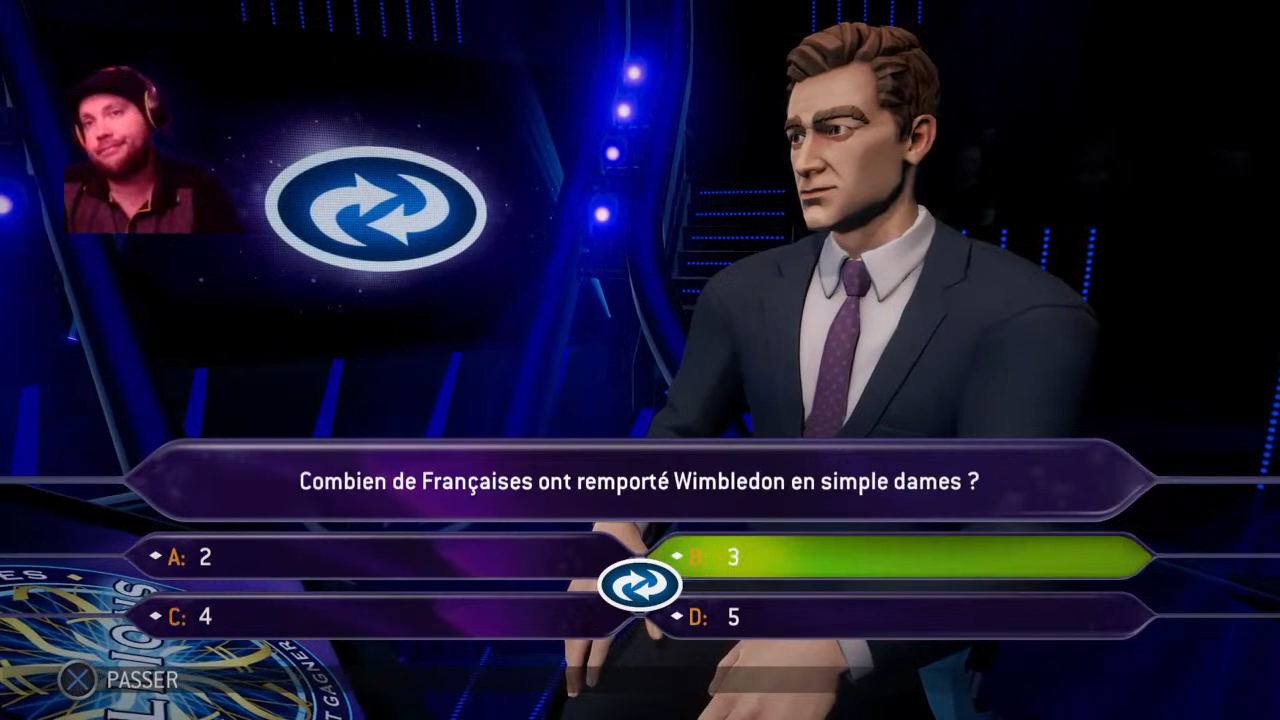 Combien de Françaises ont remporté Wimbledon en simple dames ?
A: 2
B: 3
C: 4
D: 5
PASSER